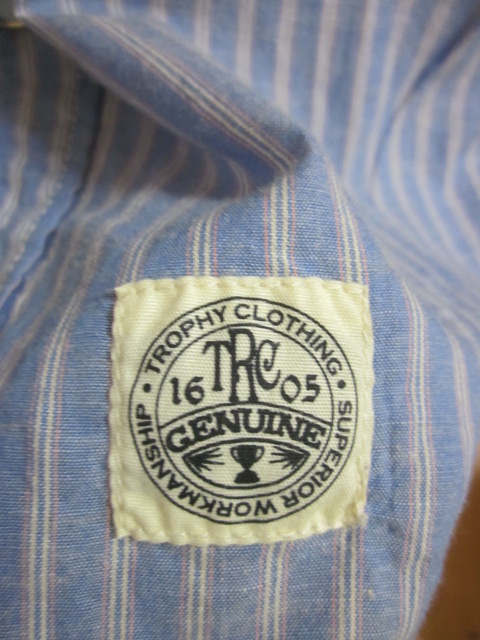 · TROPHY CLOTHING ·
TRC
16 05
GENUINE
SUPERIOR WORKMANSHIP